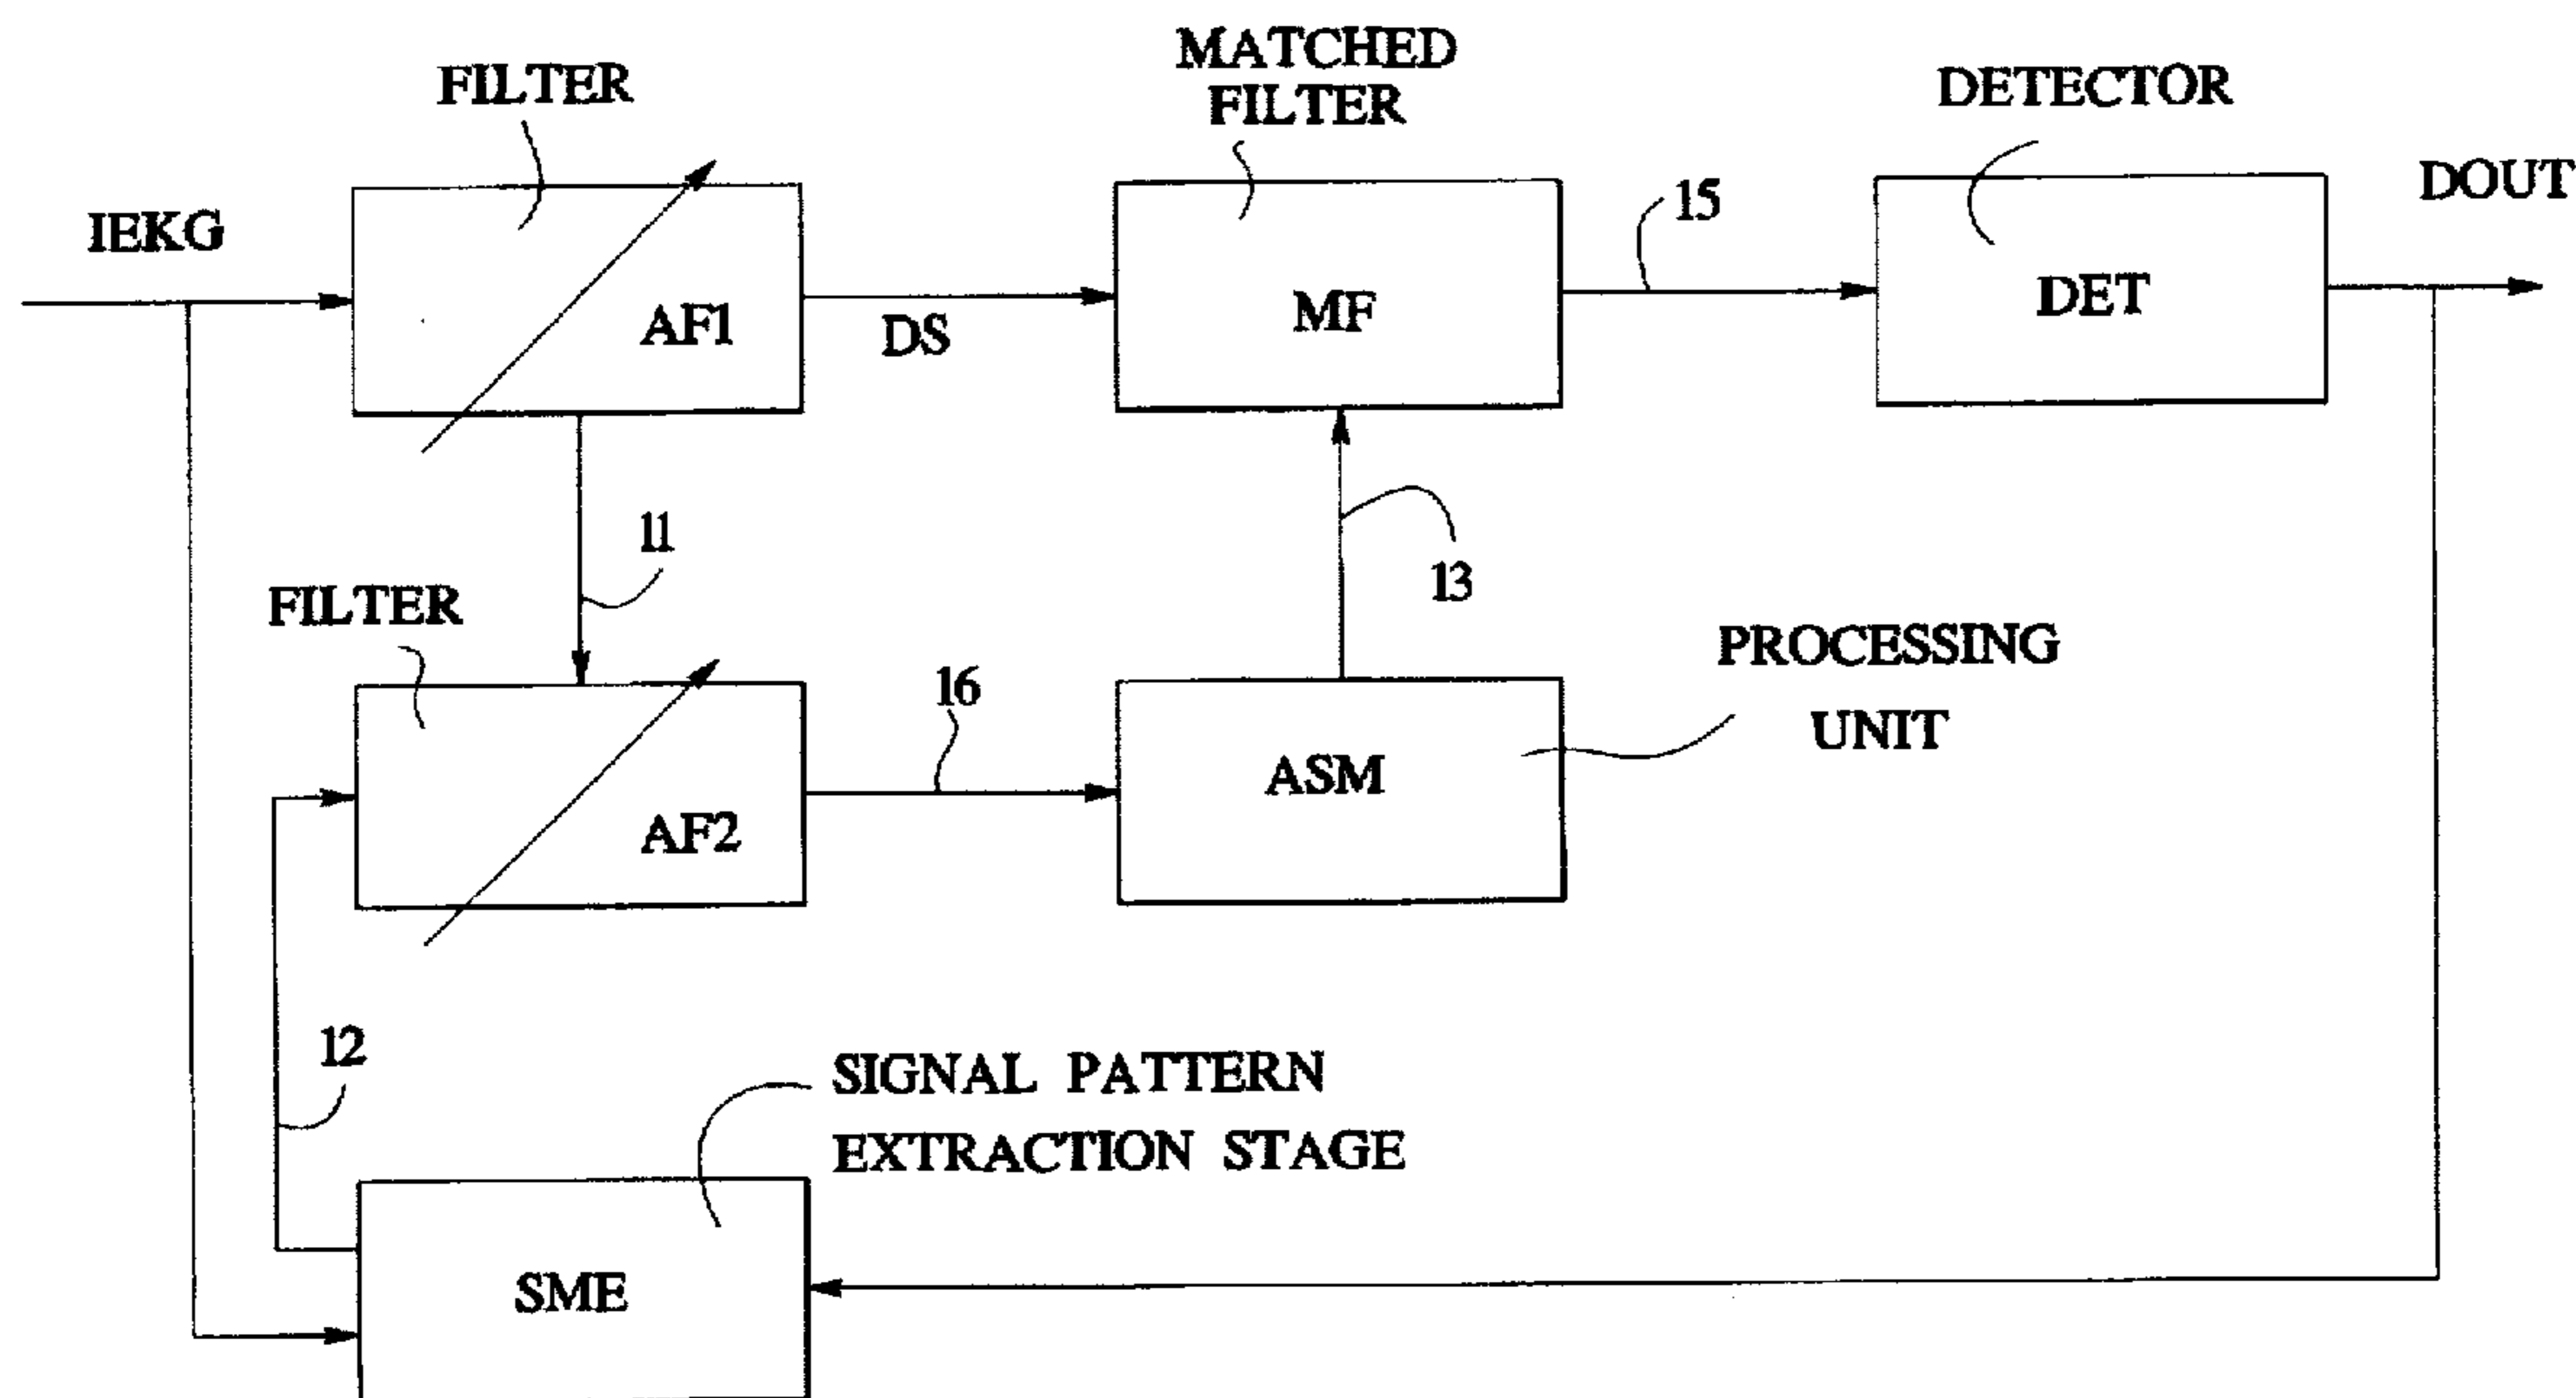 MATCHED
FILTER
FILTER
DETECTOR
IEKG
15
DOUT
AF1
DS
MF
DET
11
13
FILTER
16
PROCESSING
UNIT
ASM
AF2
12
SIGNAL PATTERN
EXTRACTION STAGE
SME